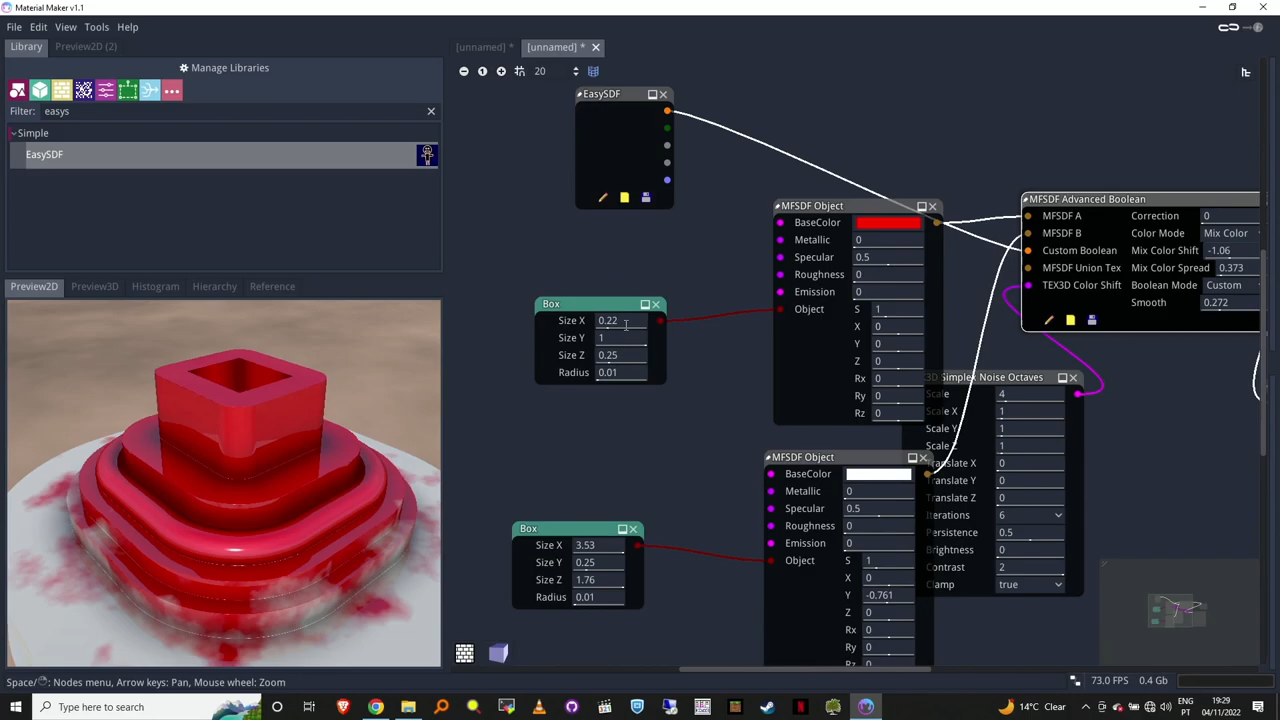 Material Maker v1.1
File Edit View Tools Help
Library Preview2D (2)
[unnamed] * [unnamed] *
Manage Libraries
20
Filter: easys
Simple
EasySDF
Preview2D Preview3D Histogram Hierarchy Reference
EasySDF
Box
Size X 0.22
Size Y 1
Size Z 0.25
Radius 0.01
Box
Size X 3.53
Size Y 0.25
Size Z 1.76
Radius 0.01
MFSDF Object
BaseColor
Metallic 0
Specular 0.5
Roughness 0
Emission 0
Object S 1
X 0
Y 0
Z 0
Rx 0
Ry 0
Rz 0
MFSDF Object
BaseColor
Metallic 0
Specular 0.5
Roughness 0
Emission 0
Object S 1
X 0
Y -0.761
Z 0
Rx 0
Ry 0
Rz 0
MFSDF Advanced Boolean
MFSDF A Correction 0
MFSDF B Color Mode Mix Color
Custom Boolean Mix Color Shift -1.06
MFSDF Union Tex Mix Color Spread 0.373
TEX3D Color Shift Boolean Mode Custom
Smooth 0.272
3D Simplex Noise Octaves
Scale 4
Scale X 1
Scale Y 1
Scale Z 1
Translate X 0
Translate Y 0
Translate Z 0
Iterations 6
Persistence 0.5
Brightness 0
Contrast 2
Clamp true
Space/ : Nodes menu, Arrow keys: Pan, Mouse wheel: Zoom
73.0 FPS 0.4 Gb
Type here to search
14°C Clear
ENG
PT
19:29
04/11/2022